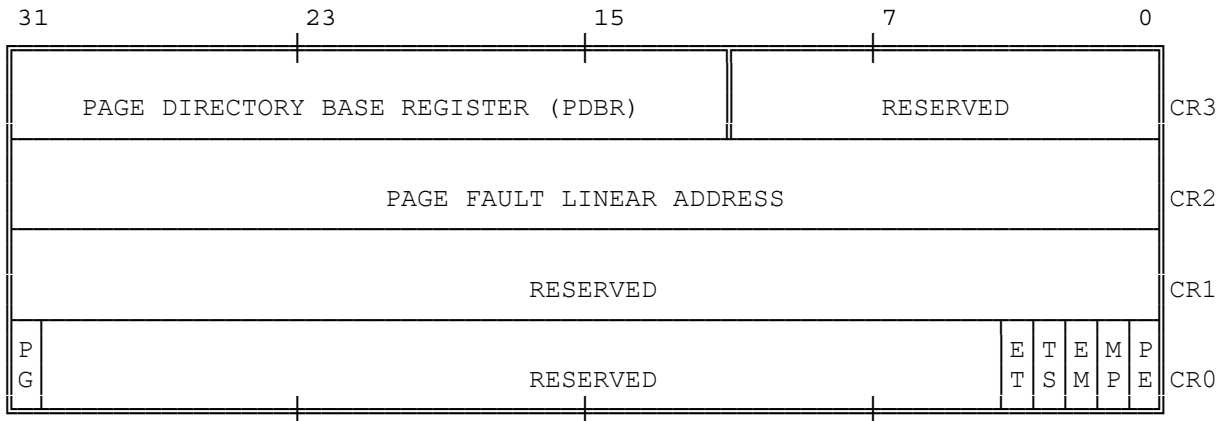 31 23 15 7 0
PAGE DIRECTORY BASE REGISTER (PDBR) RESERVED CR3
PAGE FAULT LINEAR ADDRESS CR2
RESERVED CR1
P E T E M P
G RESERVED T S M P E CR0